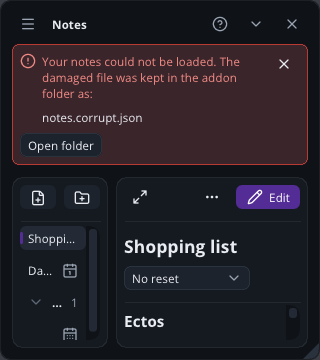 Notes
Your notes could not be loaded. The
damaged file was kept in the addon
folder as:
notes.corrupt.json
Open folder
Edit
Shoppi...
Da...
... 1
Shopping list
No reset
Ectos